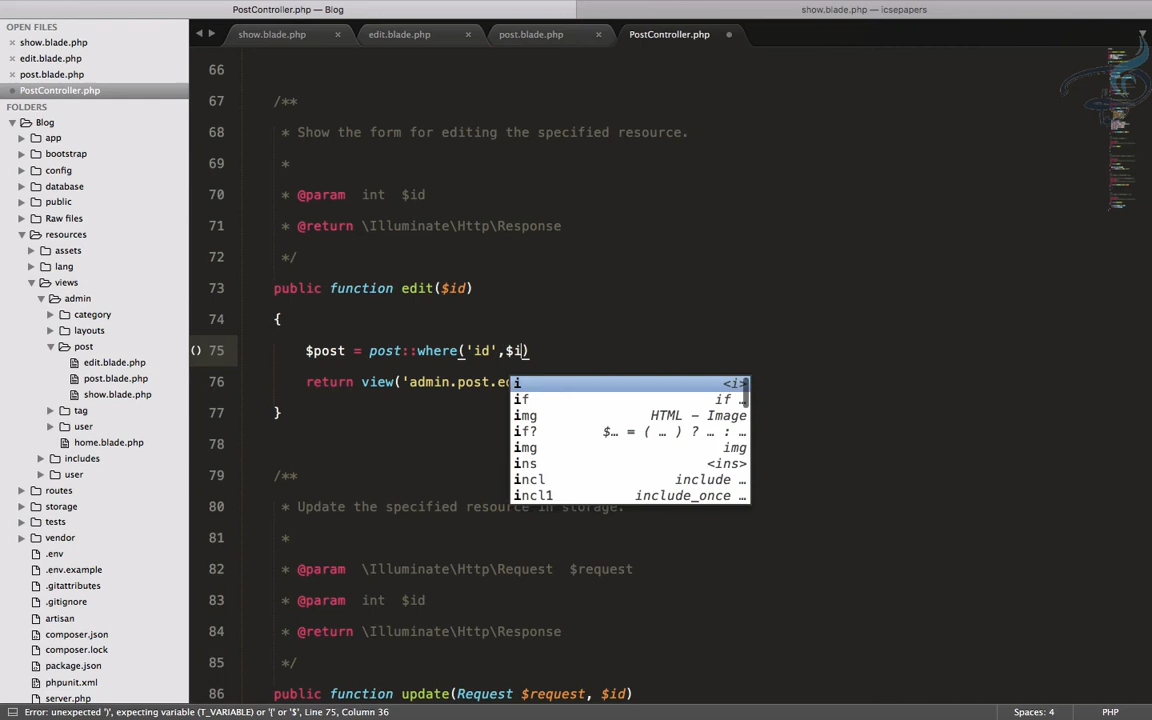 PostController.php — Blog
show.blade.php — icsepapers
OPEN FILES
show.blade.php
edit.blade.php
post.blade.php
PostController.php
FOLDERS
Blog
app
bootstrap
config
database
public
Raw files
resources
assets
lang
views
admin
category
layouts
post
edit.blade.php
post.blade.php
show.blade.php
tag
user
home.blade.php
includes
user
routes
storage
tests
vendor
.env
.env.example
.gitattributes
.gitignore
artisan
composer.json
composer.lock
package.json
phpunit.xml
server.php
show.blade.php
edit.blade.php
post.blade.php
PostController.php
66
67 /**
68 * Show the form for editing the specified resource.
69 *
70 * @param int $id
71 * @return \Illuminate\Http\Response
72 */
73 public function edit($id)
74 {
() 75 $post = post::where('id',$i)
76 return view('admin.post.ed
77 }
78
79 /**
80 * Update the specified resource in storage.
81 *
82 * @param \Illuminate\Http\Request $request
83 * @param int $id
84 * @return \Illuminate\Http\Response
85 */
86 public function update(Request $request, $id)
i <i>
if if …
img HTML – Image
if? $… = ( … ) ? … : …
img img
ins <ins>
incl include …
incl1 include_once …
Error: unexpected ')', expecting variable (T_VARIABLE) or '{' or '$', Line 75, Column 36
Spaces: 4
PHP